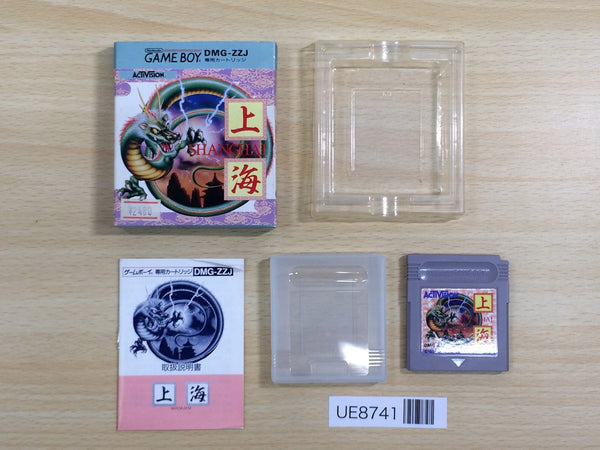 Nintendo
GAME BOY
DMG-ZZJ
専用カートリッジ
ACTIVISION
上
SHANGHAI
海
¥2480
ゲームボーイ 専用カートリッジ DMG-ZZJ
取扱説明書
上 海
ACTIVISION
上
海
UE8741